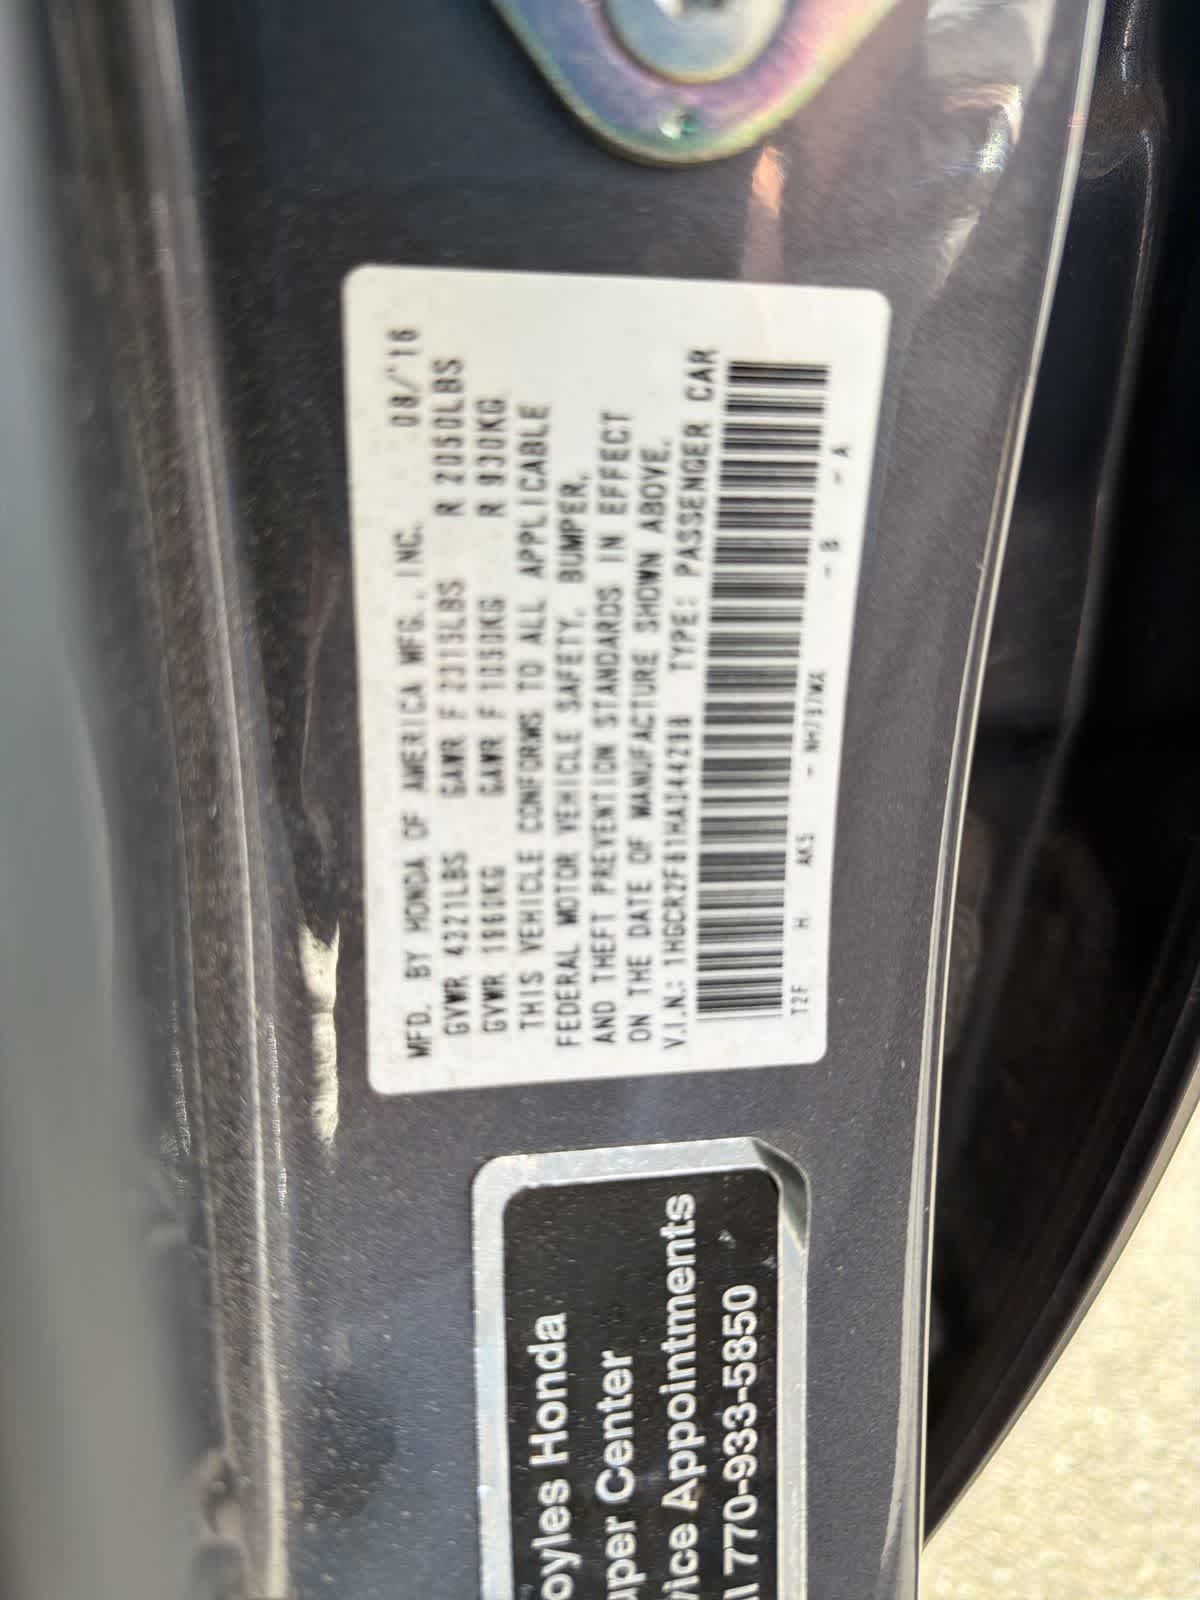 MFD. BY HONDA OF AMERICA MFG., INC. 08/'16
GVWR 4321LBS GAWR F 2315LBS R 2050LBS
GVWR 1960KG GAWR F 1050KG R 930KG
THIS VEHICLE CONFORMS TO ALL APPLICABLE
FEDERAL MOTOR VEHICLE SAFETY, BUMPER,
AND THEFT PREVENTION STANDARDS IN EFFECT
ON THE DATE OF MANUFACTURE SHOWN ABOVE.
V.I.N.: TYPE: PASSENGER CAR
T2F H AK5 - NH797MX - B - A
oyles Honda
uper Center
vice Appointments
ll 770-933-5850